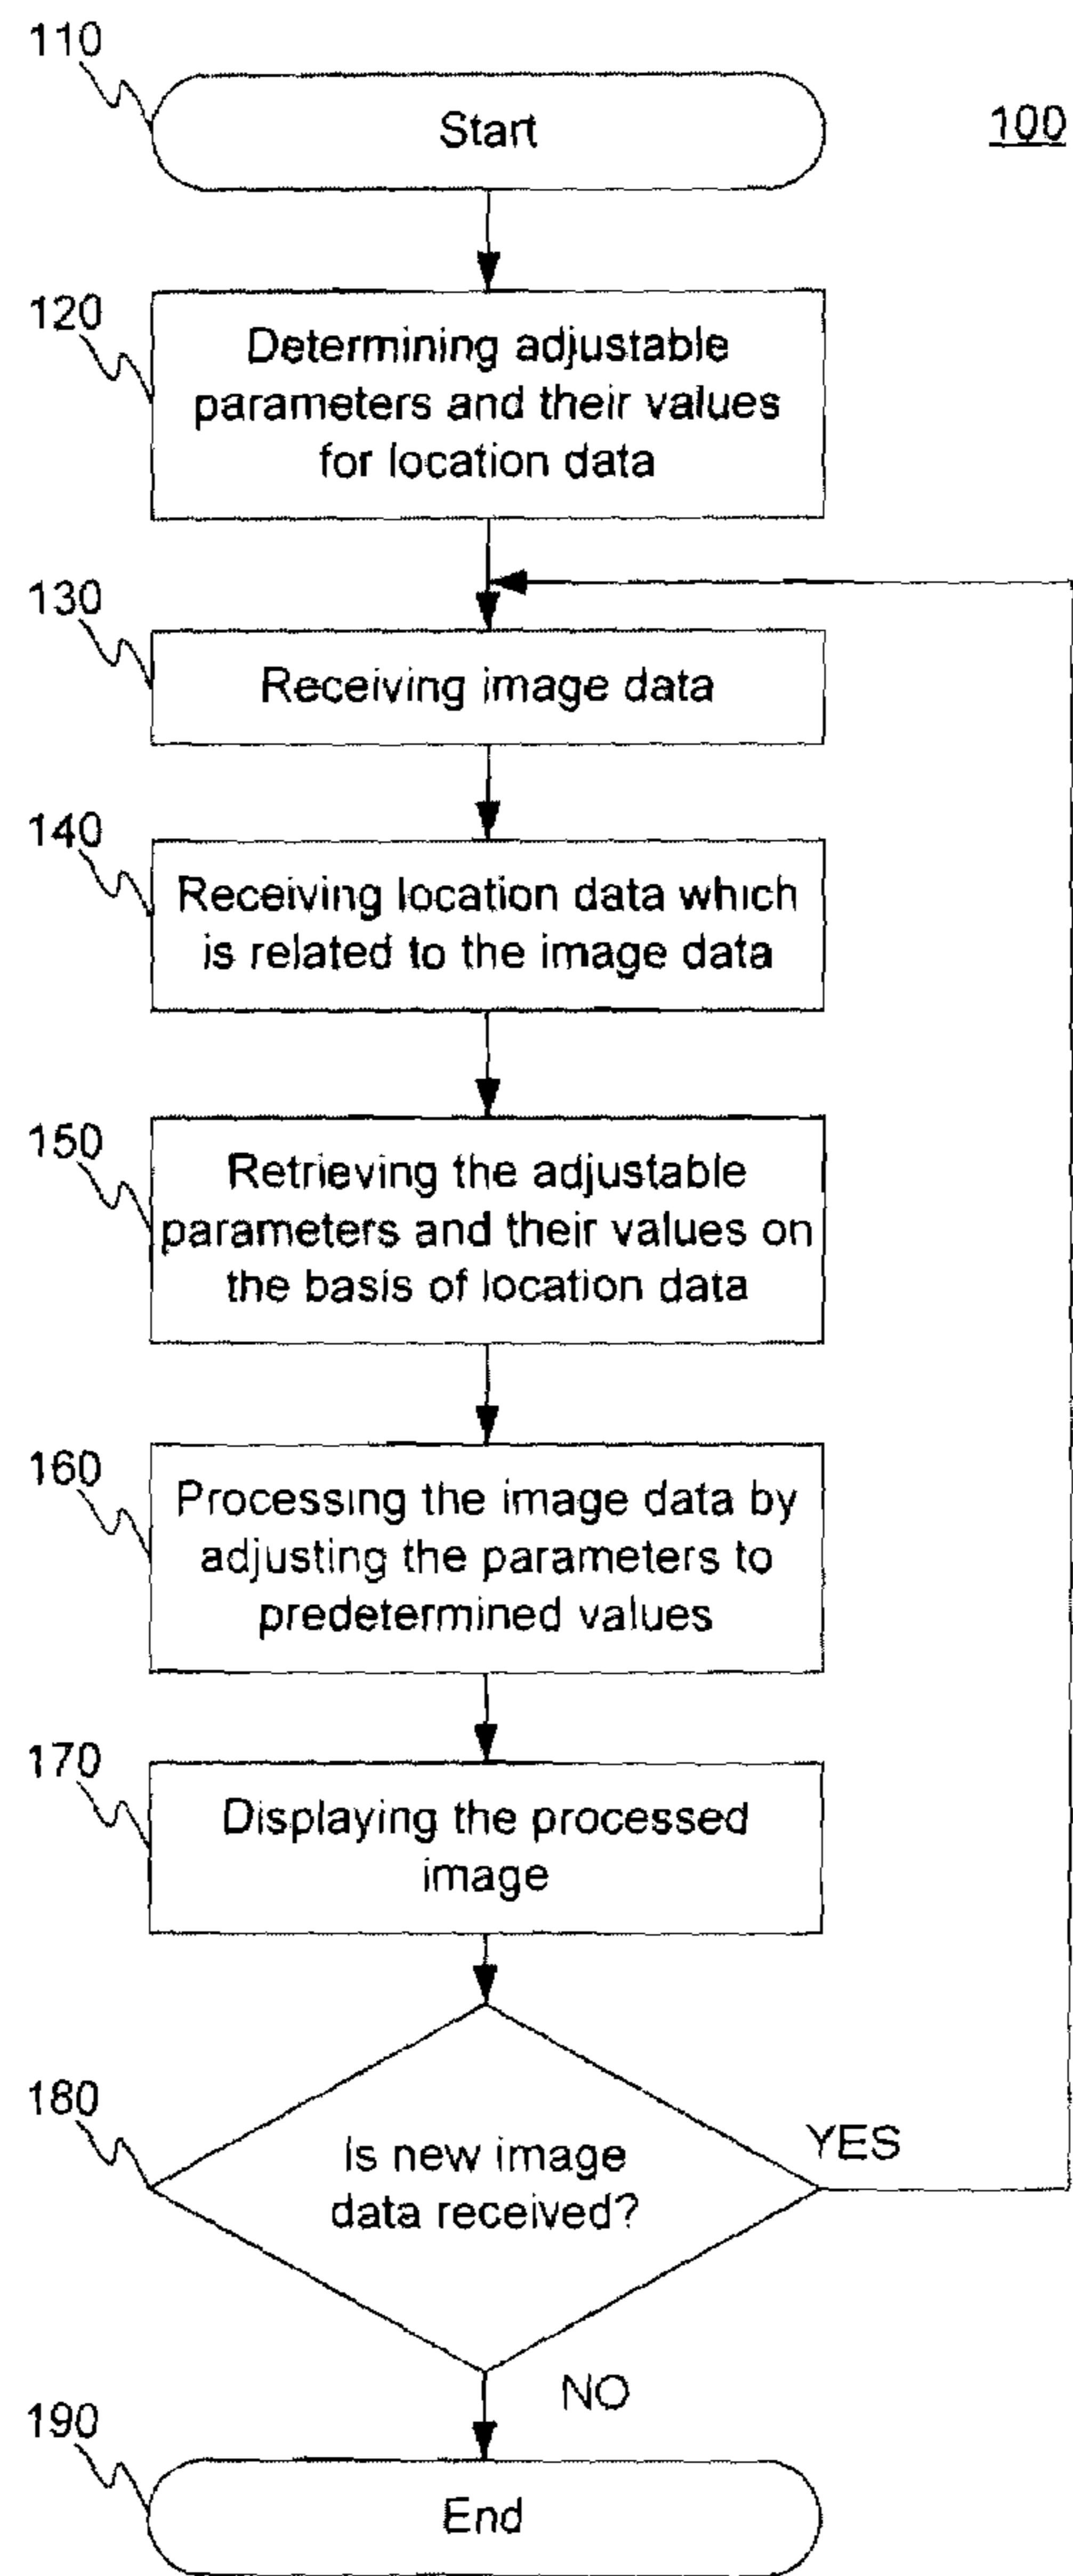 110
Start
100
120
Determining adjustable
parameters and their values
for location data
130
Receiving image data
140
Receiving location data which
is related to the image data
150
Retrieving the adjustable
parameters and their values on
the basis of location data
160
Processing the image data by
adjusting the parameters to
predetermined values
170
Displaying the processed
image
180
Is new image
data received?
YES
NO
190
End